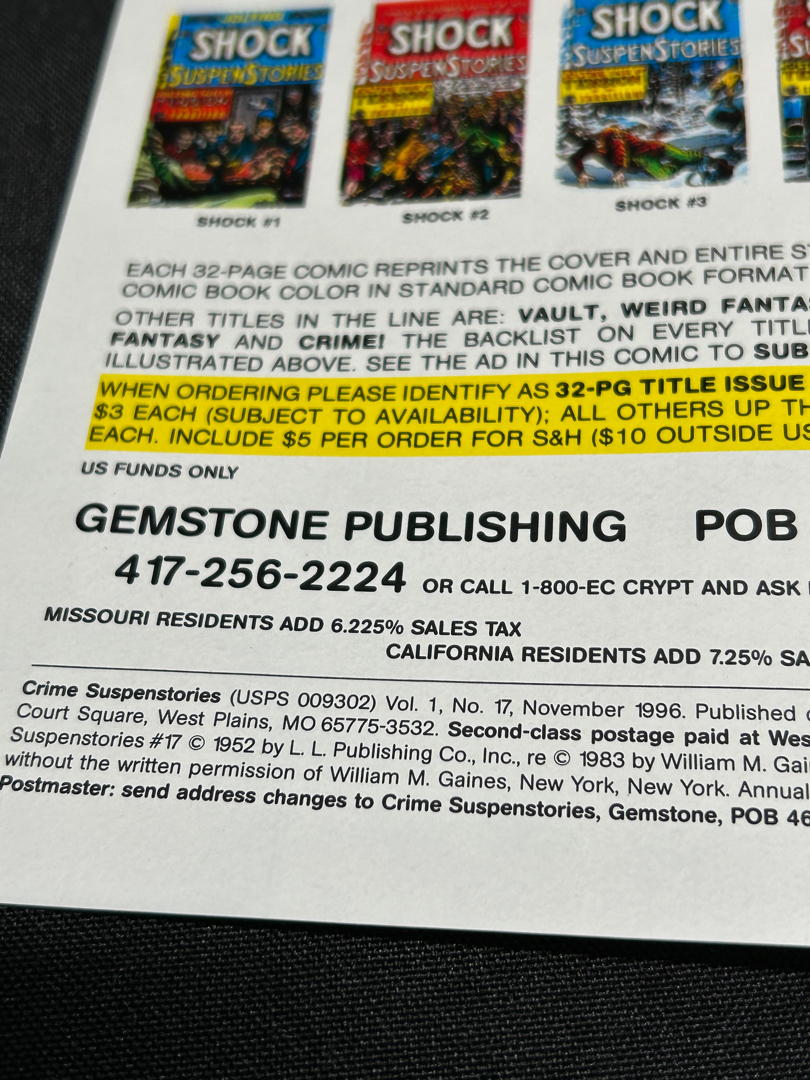 SHOCK
SUSPENSTORIES
SHOCK
SUSPENSTORIES
SHOCK
SUSPENSTORIES
SHOCK #1
SHOCK #2
SHOCK #3
EACH 32-PAGE COMIC REPRINTS THE COVER AND ENTIRE
COMIC BOOK COLOR IN STANDARD COMIC BOOK FORMAT
OTHER TITLES IN THE LINE ARE: VAULT, WEIRD
FANTASY AND CRIME! THE BACKLIST ON EVERY
ILLUSTRATED ABOVE. SEE THE AD IN THIS COMIC TO SUB
WHEN ORDERING PLEASE IDENTIFY AS 32-PG TITLE ISSUE
$3 EACH (SUBJECT TO AVAILABILITY); ALL OTHERS UP TH
EACH. INCLUDE $5 PER ORDER FOR S&H ($10 OUTSIDE US
US FUNDS ONLY
GEMSTONE PUBLISHING POB
417-256-2224 OR CALL 1-800-EC CRYPT AND ASK
MISSOURI RESIDENTS ADD 6.225% SALES TAX
CALIFORNIA RESIDENTS ADD 7.25% SA
Crime Suspenstories (USPS 009302) Vol. 1, No. 17, November 1996. Published
Court Square, West Plains, MO 65775-3532. Second-class postage paid at Wes
Suspenstories #17 © 1952 by L. L. Publishing Co., Inc., re © 1983 by William M. Gai
without the written permission of William M. Gaines, New York, New York. Annual
Postmaster: send address changes to Crime Suspenstories, Gemstone, POB 46